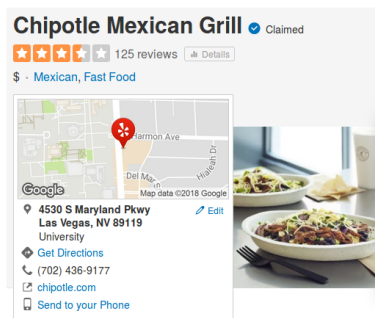 Chipotle Mexican Grill Claimed
125 reviews Details
$ · Mexican, Fast Food
Harmon Ave
Hialeah Dr
Del Mar
Google Map data ©2018 Google
4530 S Maryland Pkwy Edit
Las Vegas, NV 89119
University
Get Directions
(702) 436-9177
chipotle.com
Send to your Phone